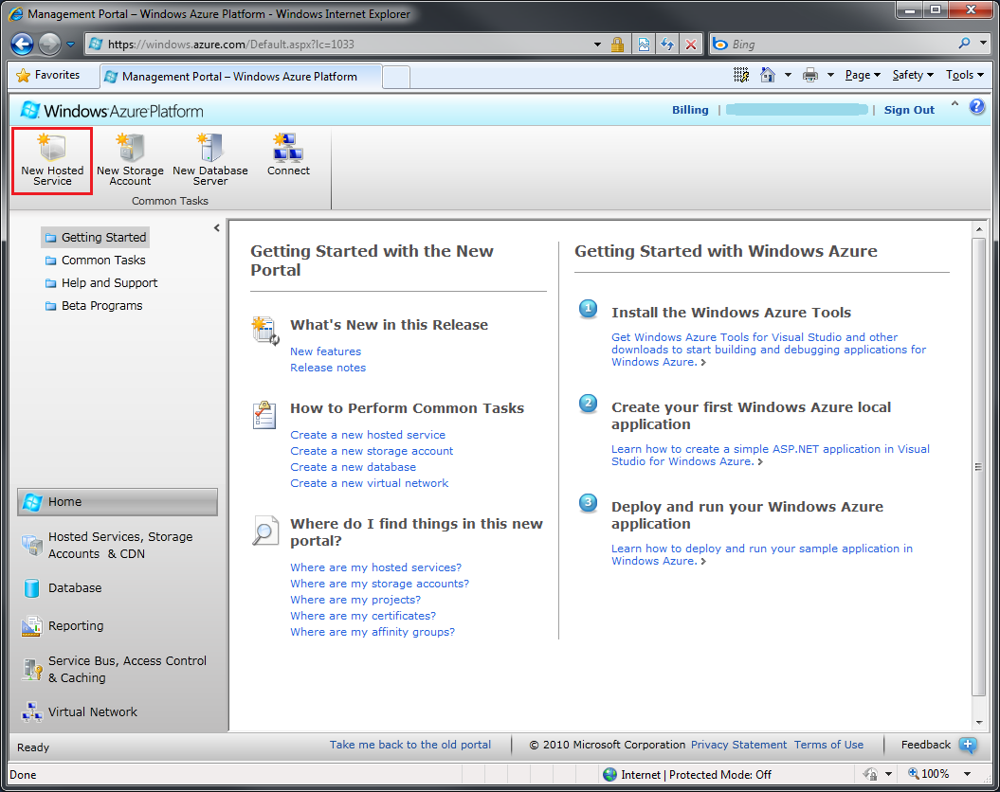 Management Portal – Windows Azure Platform - Windows Internet Explorer
https://windows.azure.com/Default.aspx?lc=1033
Bing
Favorites
Management Portal – Windows Azure Platform
Page
Safety
Tools
Windows Azure Platform
Billing | | Sign Out
New Hosted
Service
New Storage
Account
New Database
Server
Connect
Common Tasks
Getting Started
Common Tasks
Help and Support
Beta Programs
Home
Hosted Services, Storage
Accounts & CDN
Database
Reporting
Service Bus, Access Control
& Caching
Virtual Network
Getting Started with the New
Portal
What's New in this Release
New features
Release notes
How to Perform Common Tasks
Create a new hosted service
Create a new storage account
Create a new database
Create a new virtual network
Where do I find things in this new
portal?
Where are my hosted services?
Where are my storage accounts?
Where are my projects?
Where are my certificates?
Where are my affinity groups?
Getting Started with Windows Azure
1
Install the Windows Azure Tools
Get Windows Azure Tools for Visual Studio and other
downloads to start building and debugging applications for
Windows Azure.
2
Create your first Windows Azure local
application
Learn how to create a simple ASP.NET application in Visual
Studio for Windows Azure.
3
Deploy and run your Windows Azure
application
Learn how to deploy and run your sample application in
Windows Azure.
Ready
Take me back to the old portal
© 2010 Microsoft Corporation Privacy Statement Terms of Use
Feedback
Done
Internet | Protected Mode: Off
100%